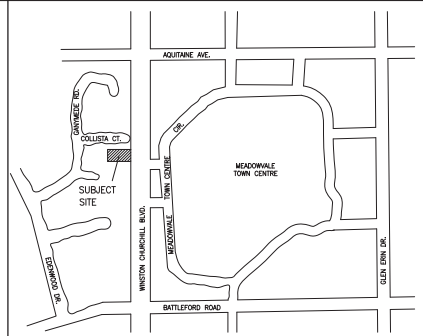 AQUITAINE AVE.
GANYMEDE RD.
CIR.
COLLISTA CT.
MEADOWVALE
TOWN CENTRE
TOWN CENTRE
SUBJECT
SITE
WINSTON CHURCHILL BLVD.
MEADOWVALE
GLEN ERIN DR.
EDENWOOD DR.
BATTLEFORD ROAD